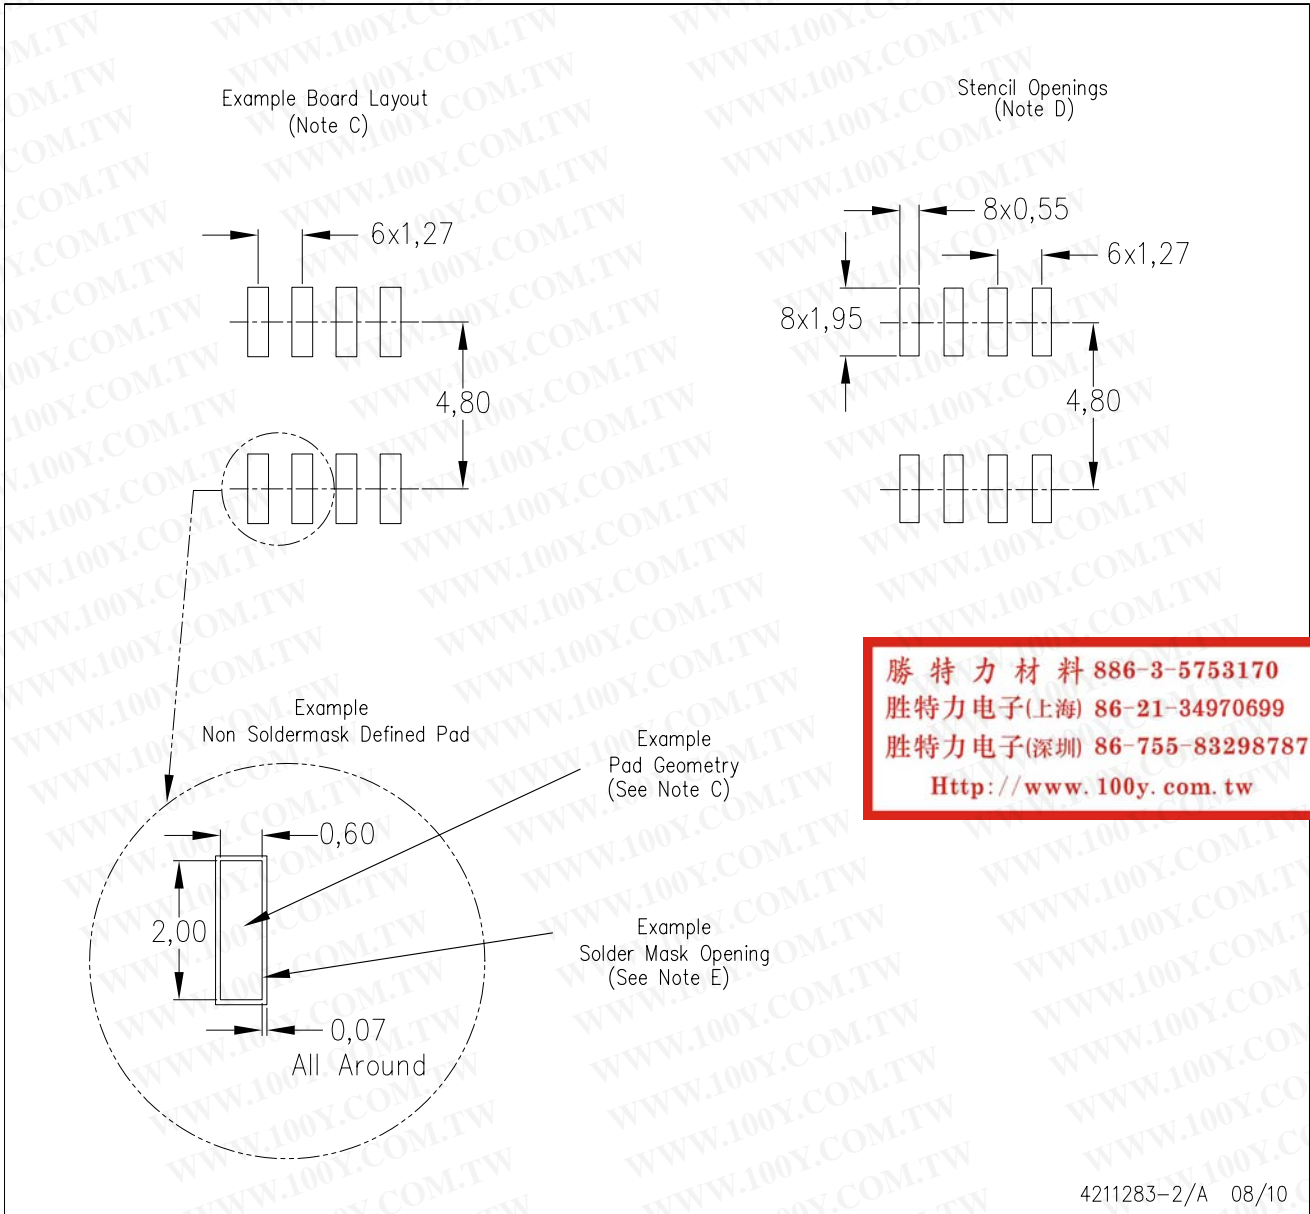 Example Board Layout
(Note C)
6x1,27
4,80
Stencil Openings
(Note D)
8x0,55
6x1,27
8x1,95
4,80
Example
Non Soldermask Defined Pad
0,60
2,00
0,07
All Around
Example
Pad Geometry
(See Note C)
Example
Solder Mask Opening
(See Note E)
勝特力材料 886-3-5753170
胜特力电子(上海) 86-21-34970699
胜特力电子(深圳) 86-755-83298787
Http://www.100y.com.tw
4211283-2/A 08/10
WWW.100Y.COM.TW